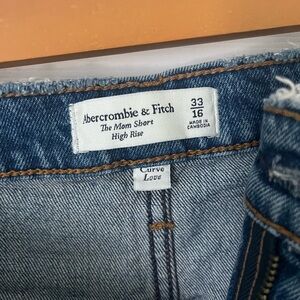 Abercrombie & Fitch
The Mom Short
High Rise
33
16
MADE IN
CAMBODIA
Curve
Love